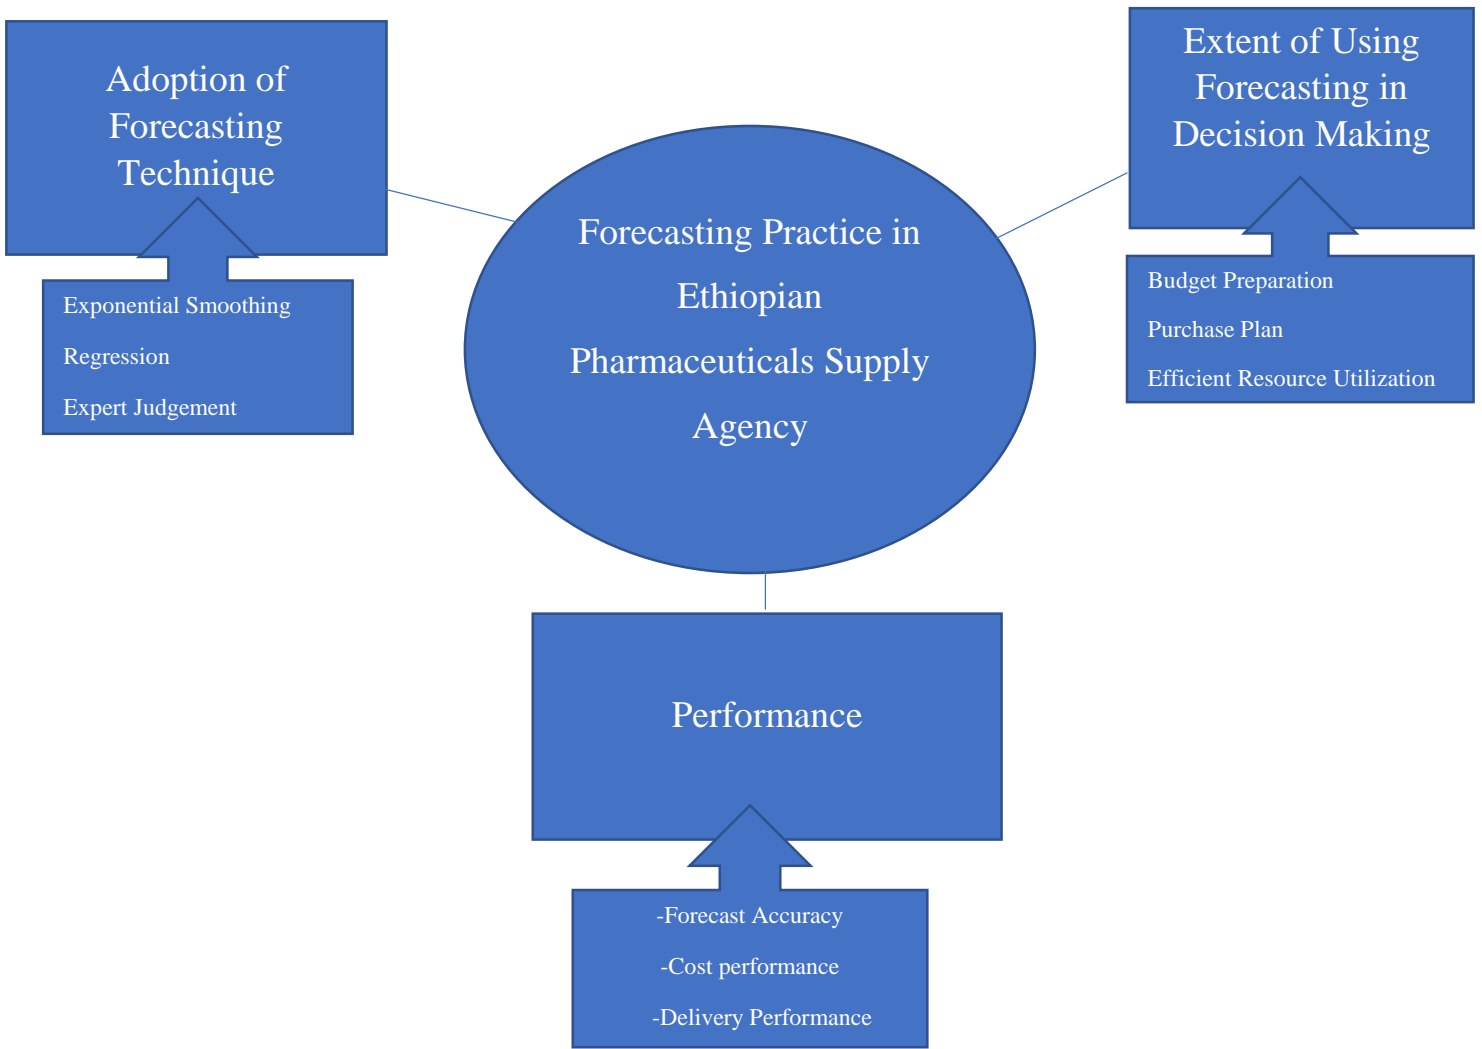 Adoption of
Forecasting
Technique
Exponential Smoothing
Regression
Expert Judgement
Forecasting Practice in
Ethiopian
Pharmaceuticals Supply
Agency
Extent of Using
Forecasting in
Decision Making
Budget Preparation
Purchase Plan
Efficient Resource Utilization
Performance
-Forecast Accuracy
-Cost performance
-Delivery Performance